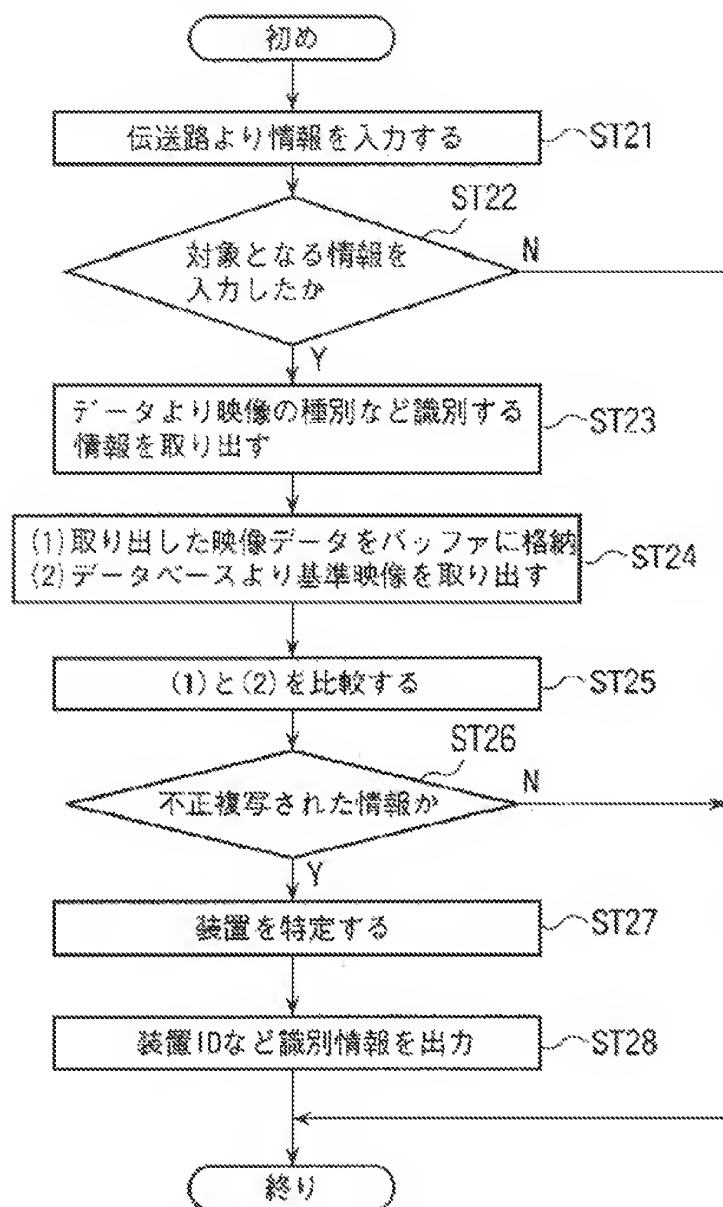 初め
伝送路より情報を入力する
ST21
ST22
対象となる情報を
入力したか
N
Y
データより映像の種別など識別する
情報を取り出す
ST23
(1)取り出した映像データをバッファに格納
(2)データベースより基準映像を取り出す
ST24
(1)と(2)を比較する
ST25
ST26
不正複写された情報か
N
Y
装置を特定する
ST27
装置IDなど識別情報を出力
ST28
終り